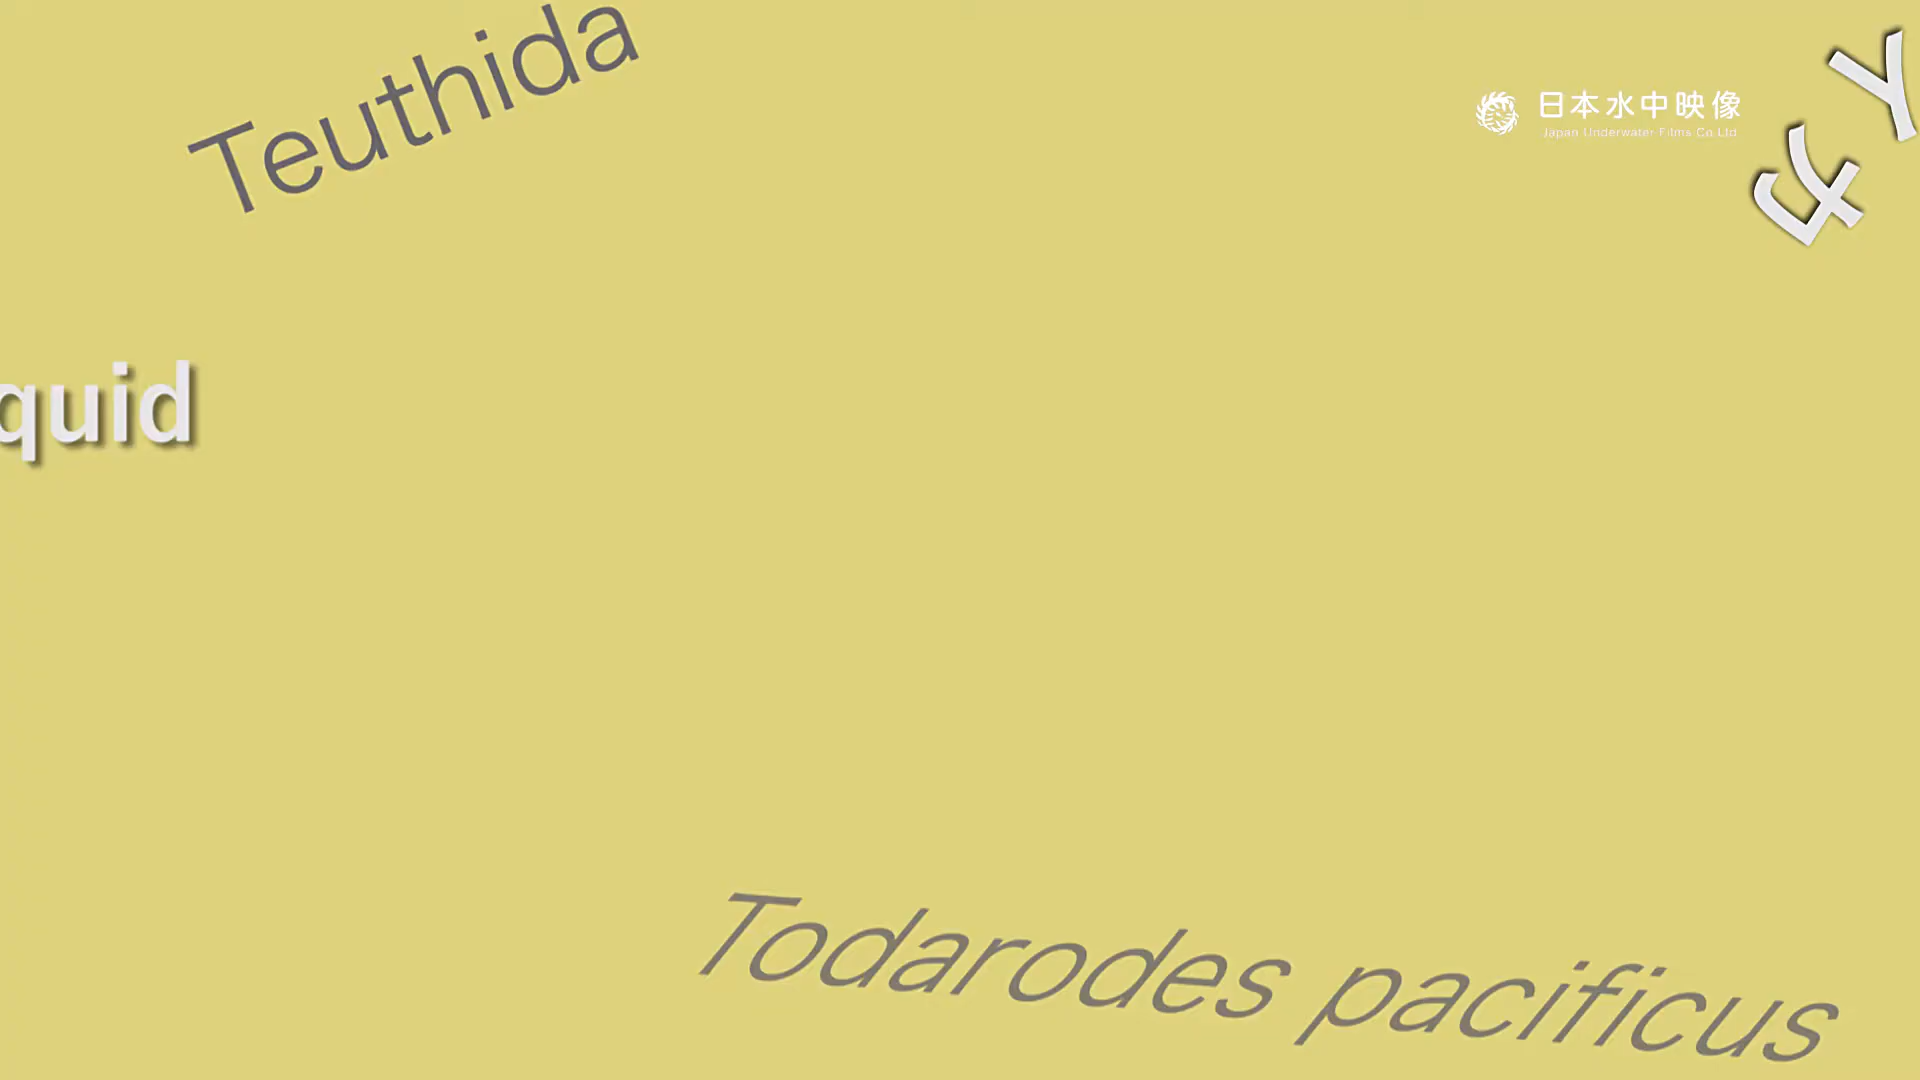 Teuthida
日本水中映像
Japan Underwater Films Co.Ltd
quid
Todarodes pacificus